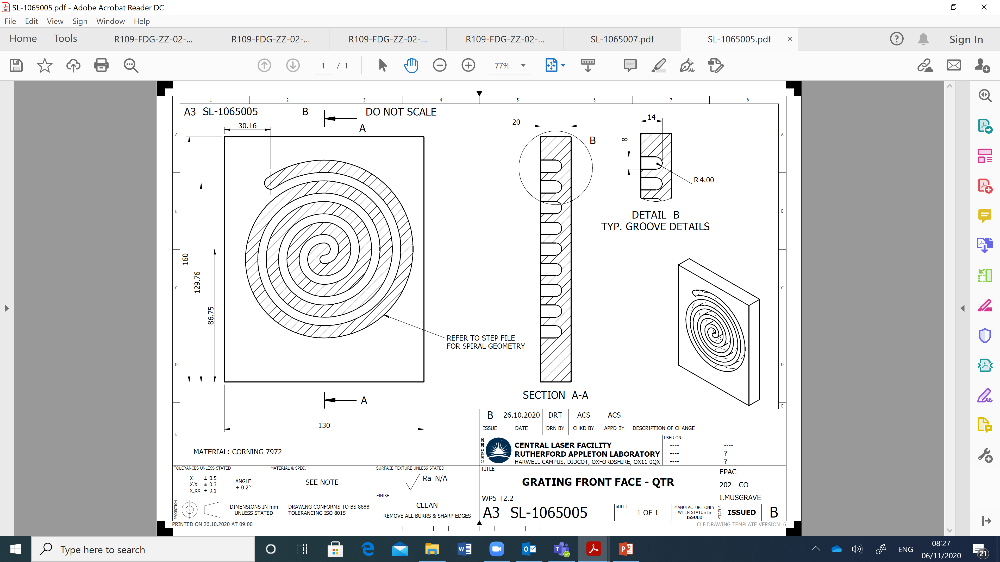 SL-1065005.pdf - Adobe Acrobat Reader DC
File Edit View Sign Window Help
Home Tools R109-FDG-ZZ-02-... R109-FDG-ZZ-02-... R109-FDG-ZZ-02-... R109-FDG-ZZ-02-... SL-1065007.pdf SL-1065005.pdf × ? Sign In
1 / 1 77%
1 2 3 4 5 6 7 8
A3 SL-1065005 B DO NOT SCALE
30.16 A
20 14
A B 8 A
R 4.00
B B
DETAIL B
TYP. GROOVE DETAILS
160
129.76
86.75
C C
REFER TO STEP FILE
FOR SPIRAL GEOMETRY
D D
SECTION A-A
A
E
130
E
MATERIAL: CORNING 7972
B 26.10.2020 DRT ACS ACS
ISSUE DATE DRN BY CHKD BY APPD BY DESCRIPTION OF CHANGE
© STFC 2020
CENTRAL LASER FACILITY
RUTHERFORD APPLETON LABORATORY
HARWELL CAMPUS, DIDCOT, OXFORDSHIRE, OX11 0QX
USED ON
---- ----
---- ?
---- ?
TOLERANCES UNLESS STATED
X ± 0.5
X.X ± 0.3
X.XX ± 0.1
ANGLE
± 0.2°
MATERIAL & SPEC.
SEE NOTE
SURFACE TEXTURE UNLESS STATED
Ra N/A
FINISH
CLEAN
REMOVE ALL BURRS & SHARP EDGES
TITLE
GRATING FRONT FACE - QTR
WP5 T2.2
EPAC
202 - CO
I.MUSGRAVE
PROJECTION
DIMENSIONS IN mm
UNLESS STATED
DRAWING CONFORMS TO BS 8888
TOLERANCING ISO 8015
A3 SL-1065005
SHEET
1 OF 1
MANUFACTURE ONLY
WHEN STATUS IS
ISSUED
STATUS
ISSUED B
PRINTED ON 26.10.2020 AT 09:00
CLF DRAWING TEMPLATE VERSION: 6
Type here to search
ENG
08:27
06/11/2020
21